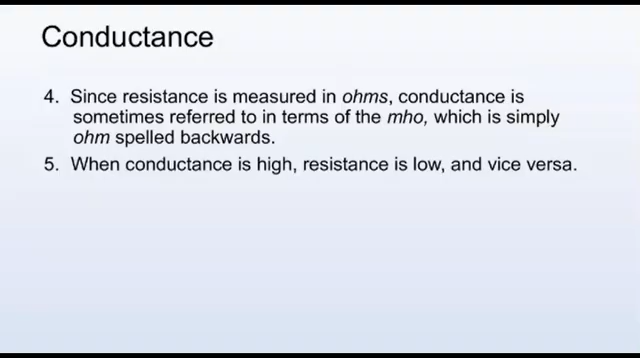 Conductance
4. Since resistance is measured in ohms, conductance is
sometimes referred to in terms of the mho, which is simply
ohm spelled backwards.
5. When conductance is high, resistance is low, and vice versa.